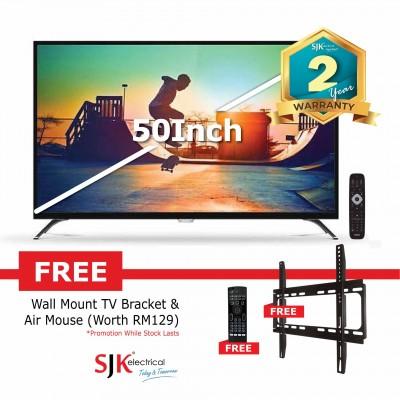 SJK electrical
2
Year
WARRANTY
50Inch
FREE
Wall Mount TV Bracket &
Air Mouse (Worth RM129)
*Promotion While Stock Lasts
FREE
FREE
SJK electrical
Today & Tomorrow